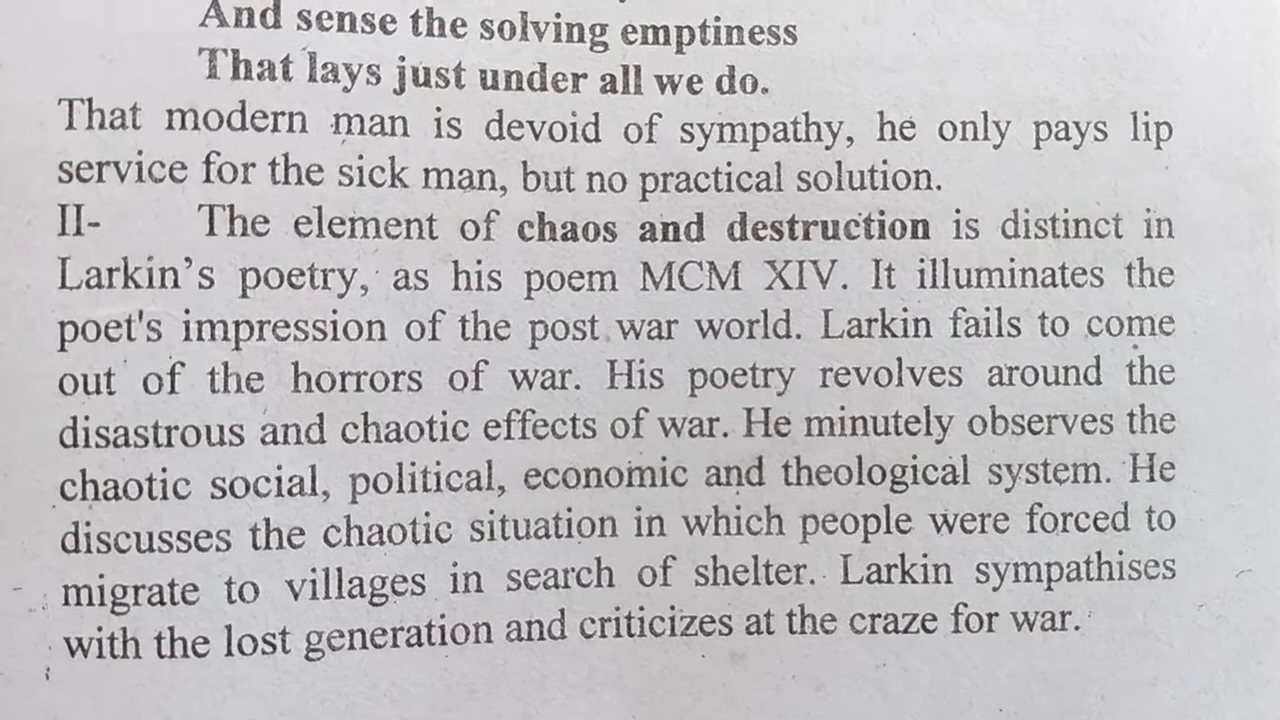 And sense the solving emptiness
That lays just under all we do.
That modern man is devoid of sympathy, he only pays lip
service for the sick man, but no practical solution.
II- The element of chaos and destruction is distinct in
Larkin's poetry, as his poem MCM XIV. It illuminates the
poet's impression of the post war world. Larkin fails to come
out of the horrors of war. His poetry revolves around the
disastrous and chaotic effects of war. He minutely observes the
chaotic social, political, economic and theological system. He
discusses the chaotic situation in which people were forced to
migrate to villages in search of shelter. Larkin sympathises
with the lost generation and criticizes at the craze for war.